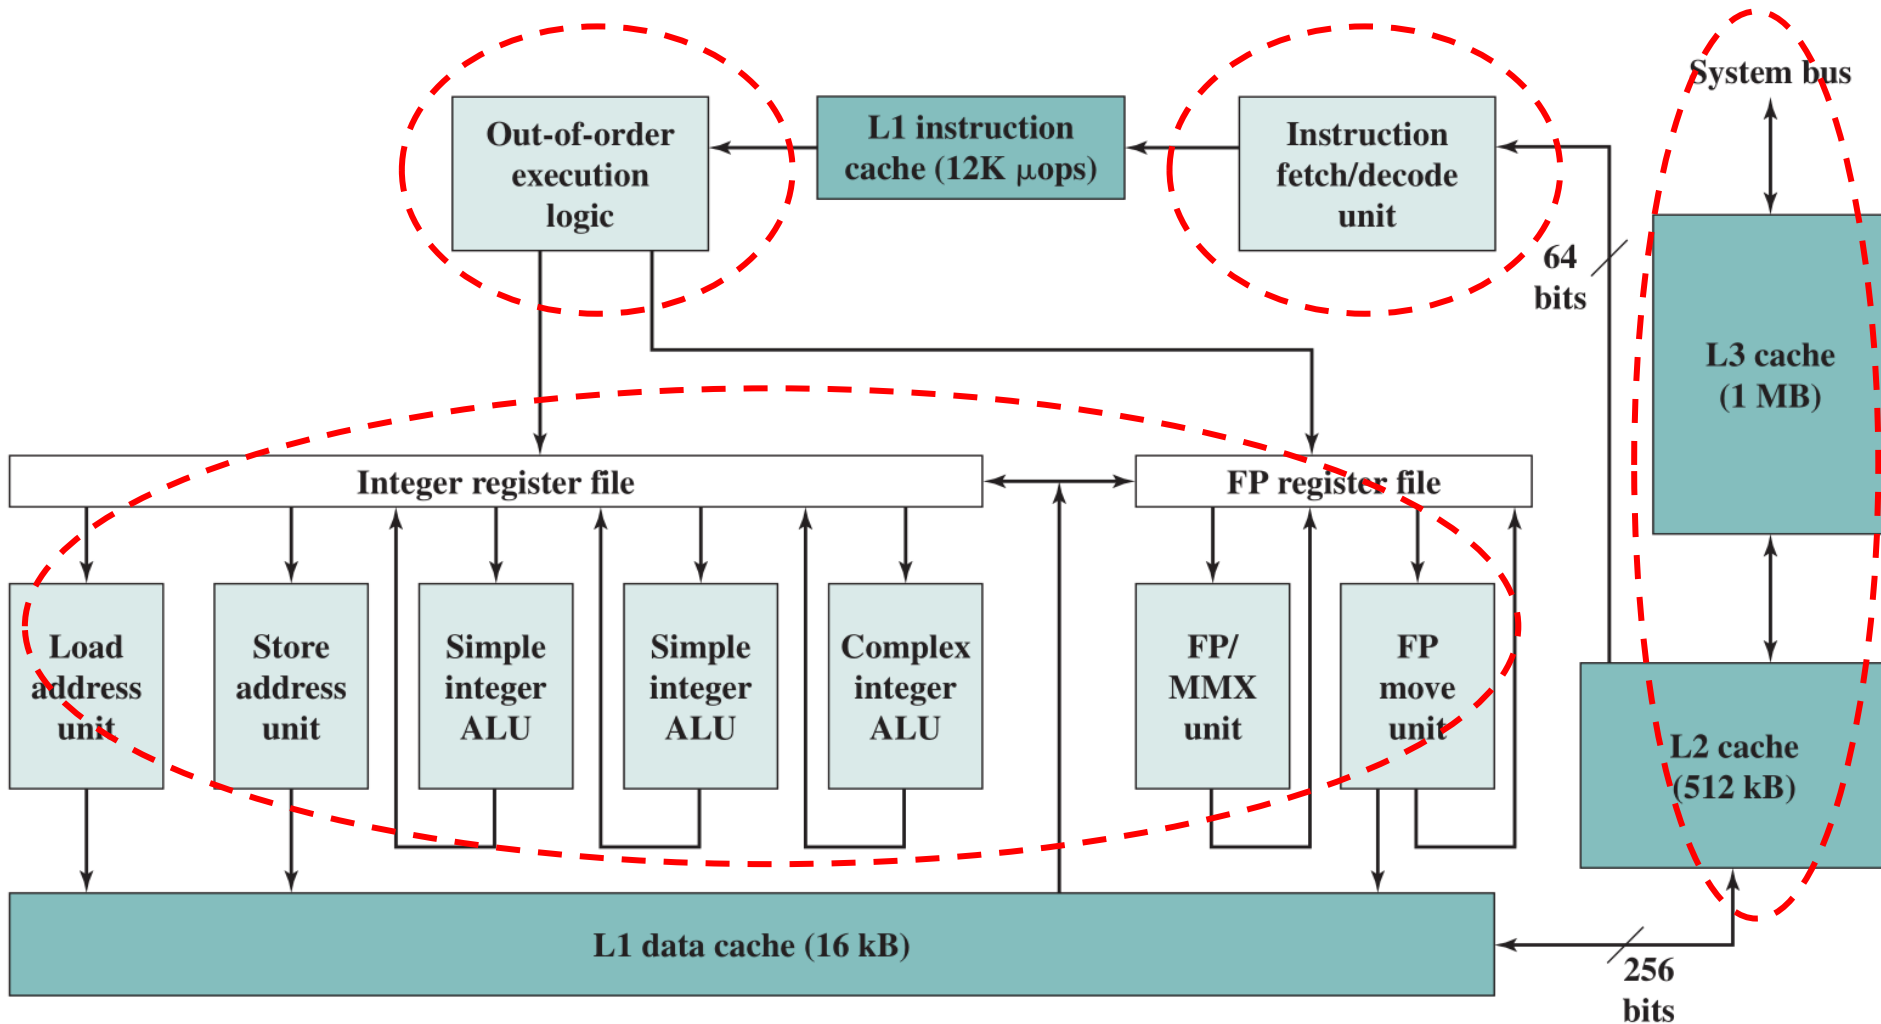 System bus
Out-of-order
execution
logic
L1 instruction
cache (12K μops)
Instruction
fetch/decode
unit
64
bits
L3 cache
(1 MB)
Integer register file
FP register file
Load
address
unit
Store
address
unit
Simple
integer
ALU
Simple
integer
ALU
Complex
integer
ALU
FP/
MMX
unit
FP
move
unit
L2 cache
(512 kB)
L1 data cache (16 kB)
256
bits